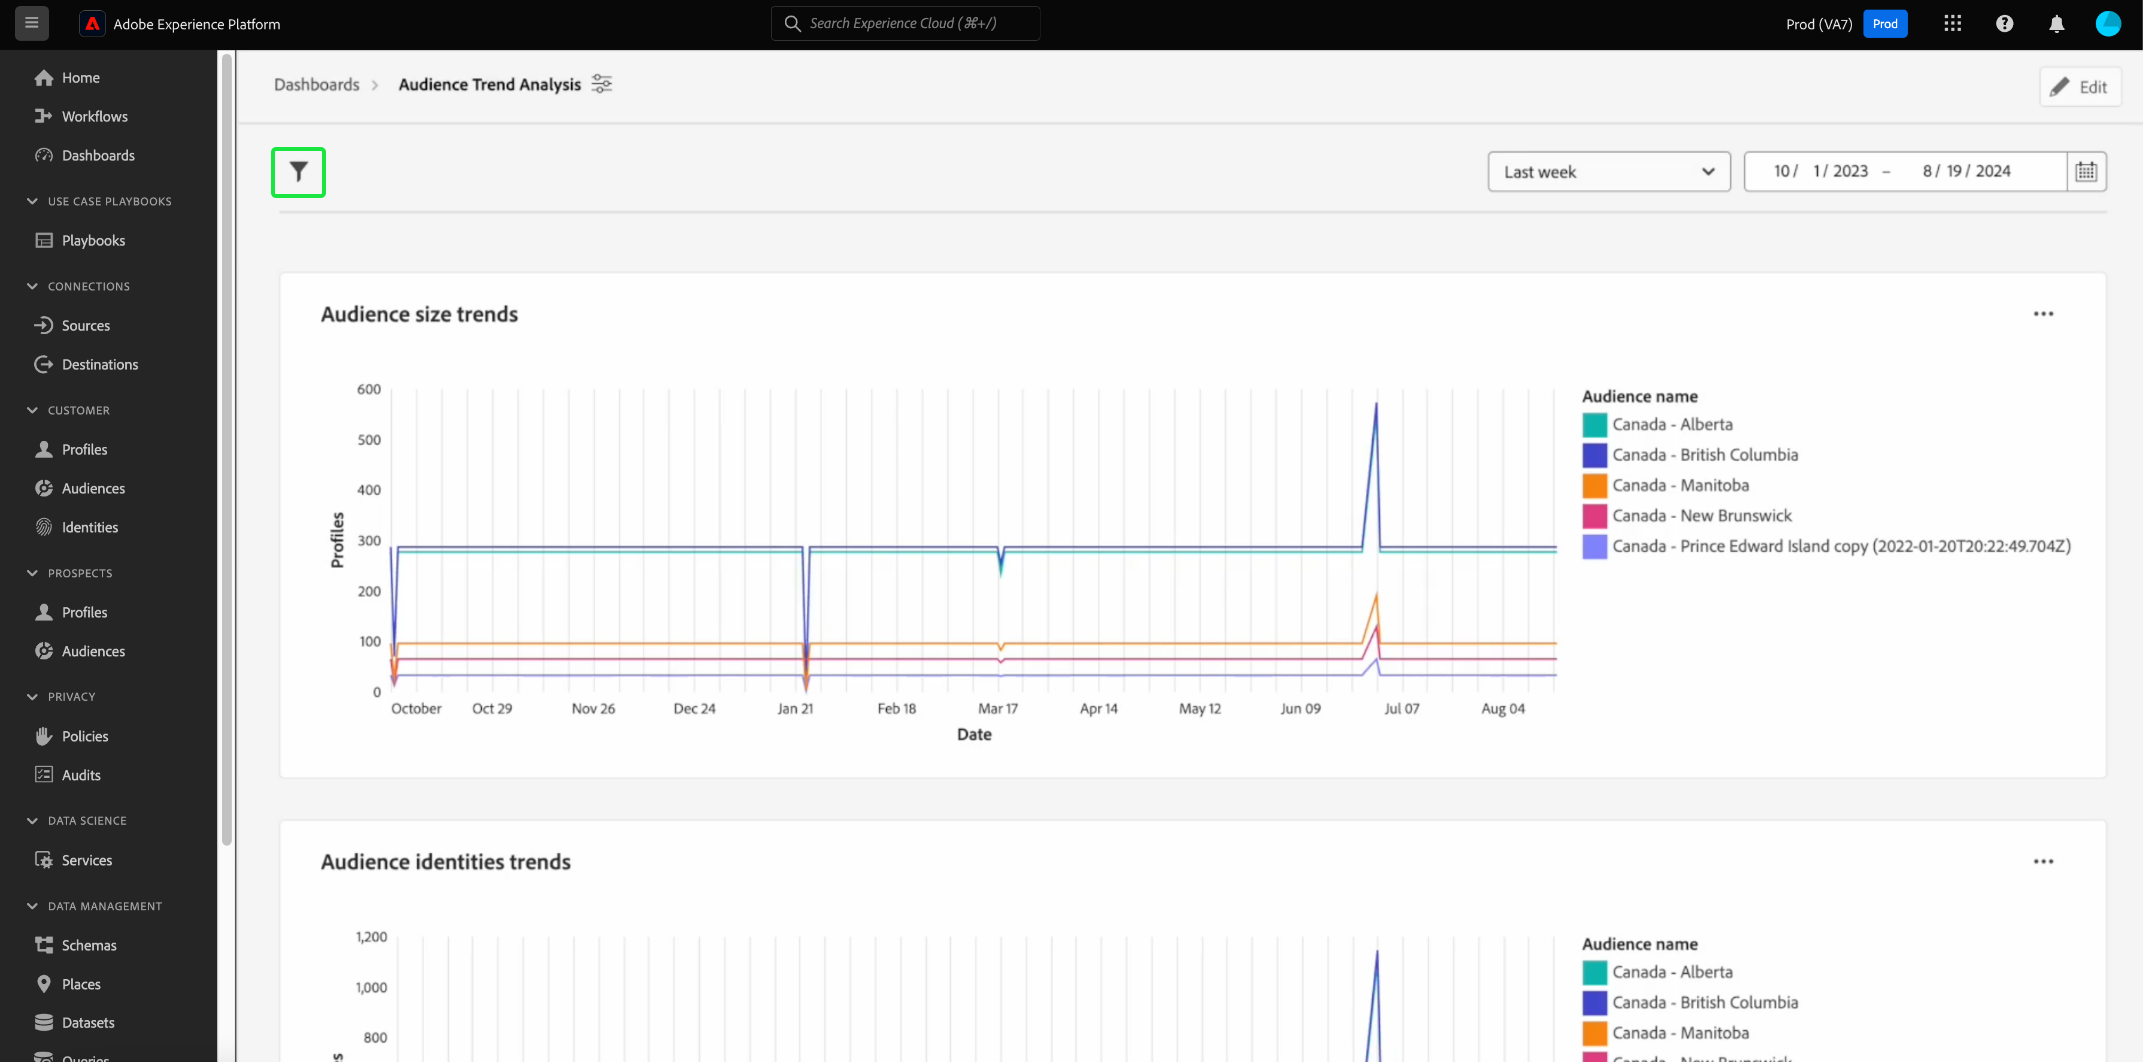 Adobe Experience Platform
Search Experience Cloud (⌘+/)
Prod (VA7)
Prod
Home
Workflows
Dashboards
USE CASE PLAYBOOKS
Playbooks
CONNECTIONS
Sources
Destinations
CUSTOMER
Profiles
Audiences
Identities
PROSPECTS
Profiles
Audiences
PRIVACY
Policies
Audits
DATA SCIENCE
Services
DATA MANAGEMENT
Schemas
Places
Datasets
Queries
Dashboards > Audience Trend Analysis
Edit
Last week
10 / 1 / 2023 – 8 / 19 / 2024
Audience size trends
600
500
400
300
200
100
0
Profiles
October Oct 29 Nov 26 Dec 24 Jan 21 Feb 18 Mar 17 Apr 14 May 12 Jun 09 Jul 07 Aug 04
Date
Audience name
Canada - Alberta
Canada - British Columbia
Canada - Manitoba
Canada - New Brunswick
Canada - Prince Edward Island copy (2022-01-20T20:22:49.704Z)
Audience identities trends
1,200
1,000
800
Audience name
Canada - Alberta
Canada - British Columbia
Canada - Manitoba
Canada - New Brunswick